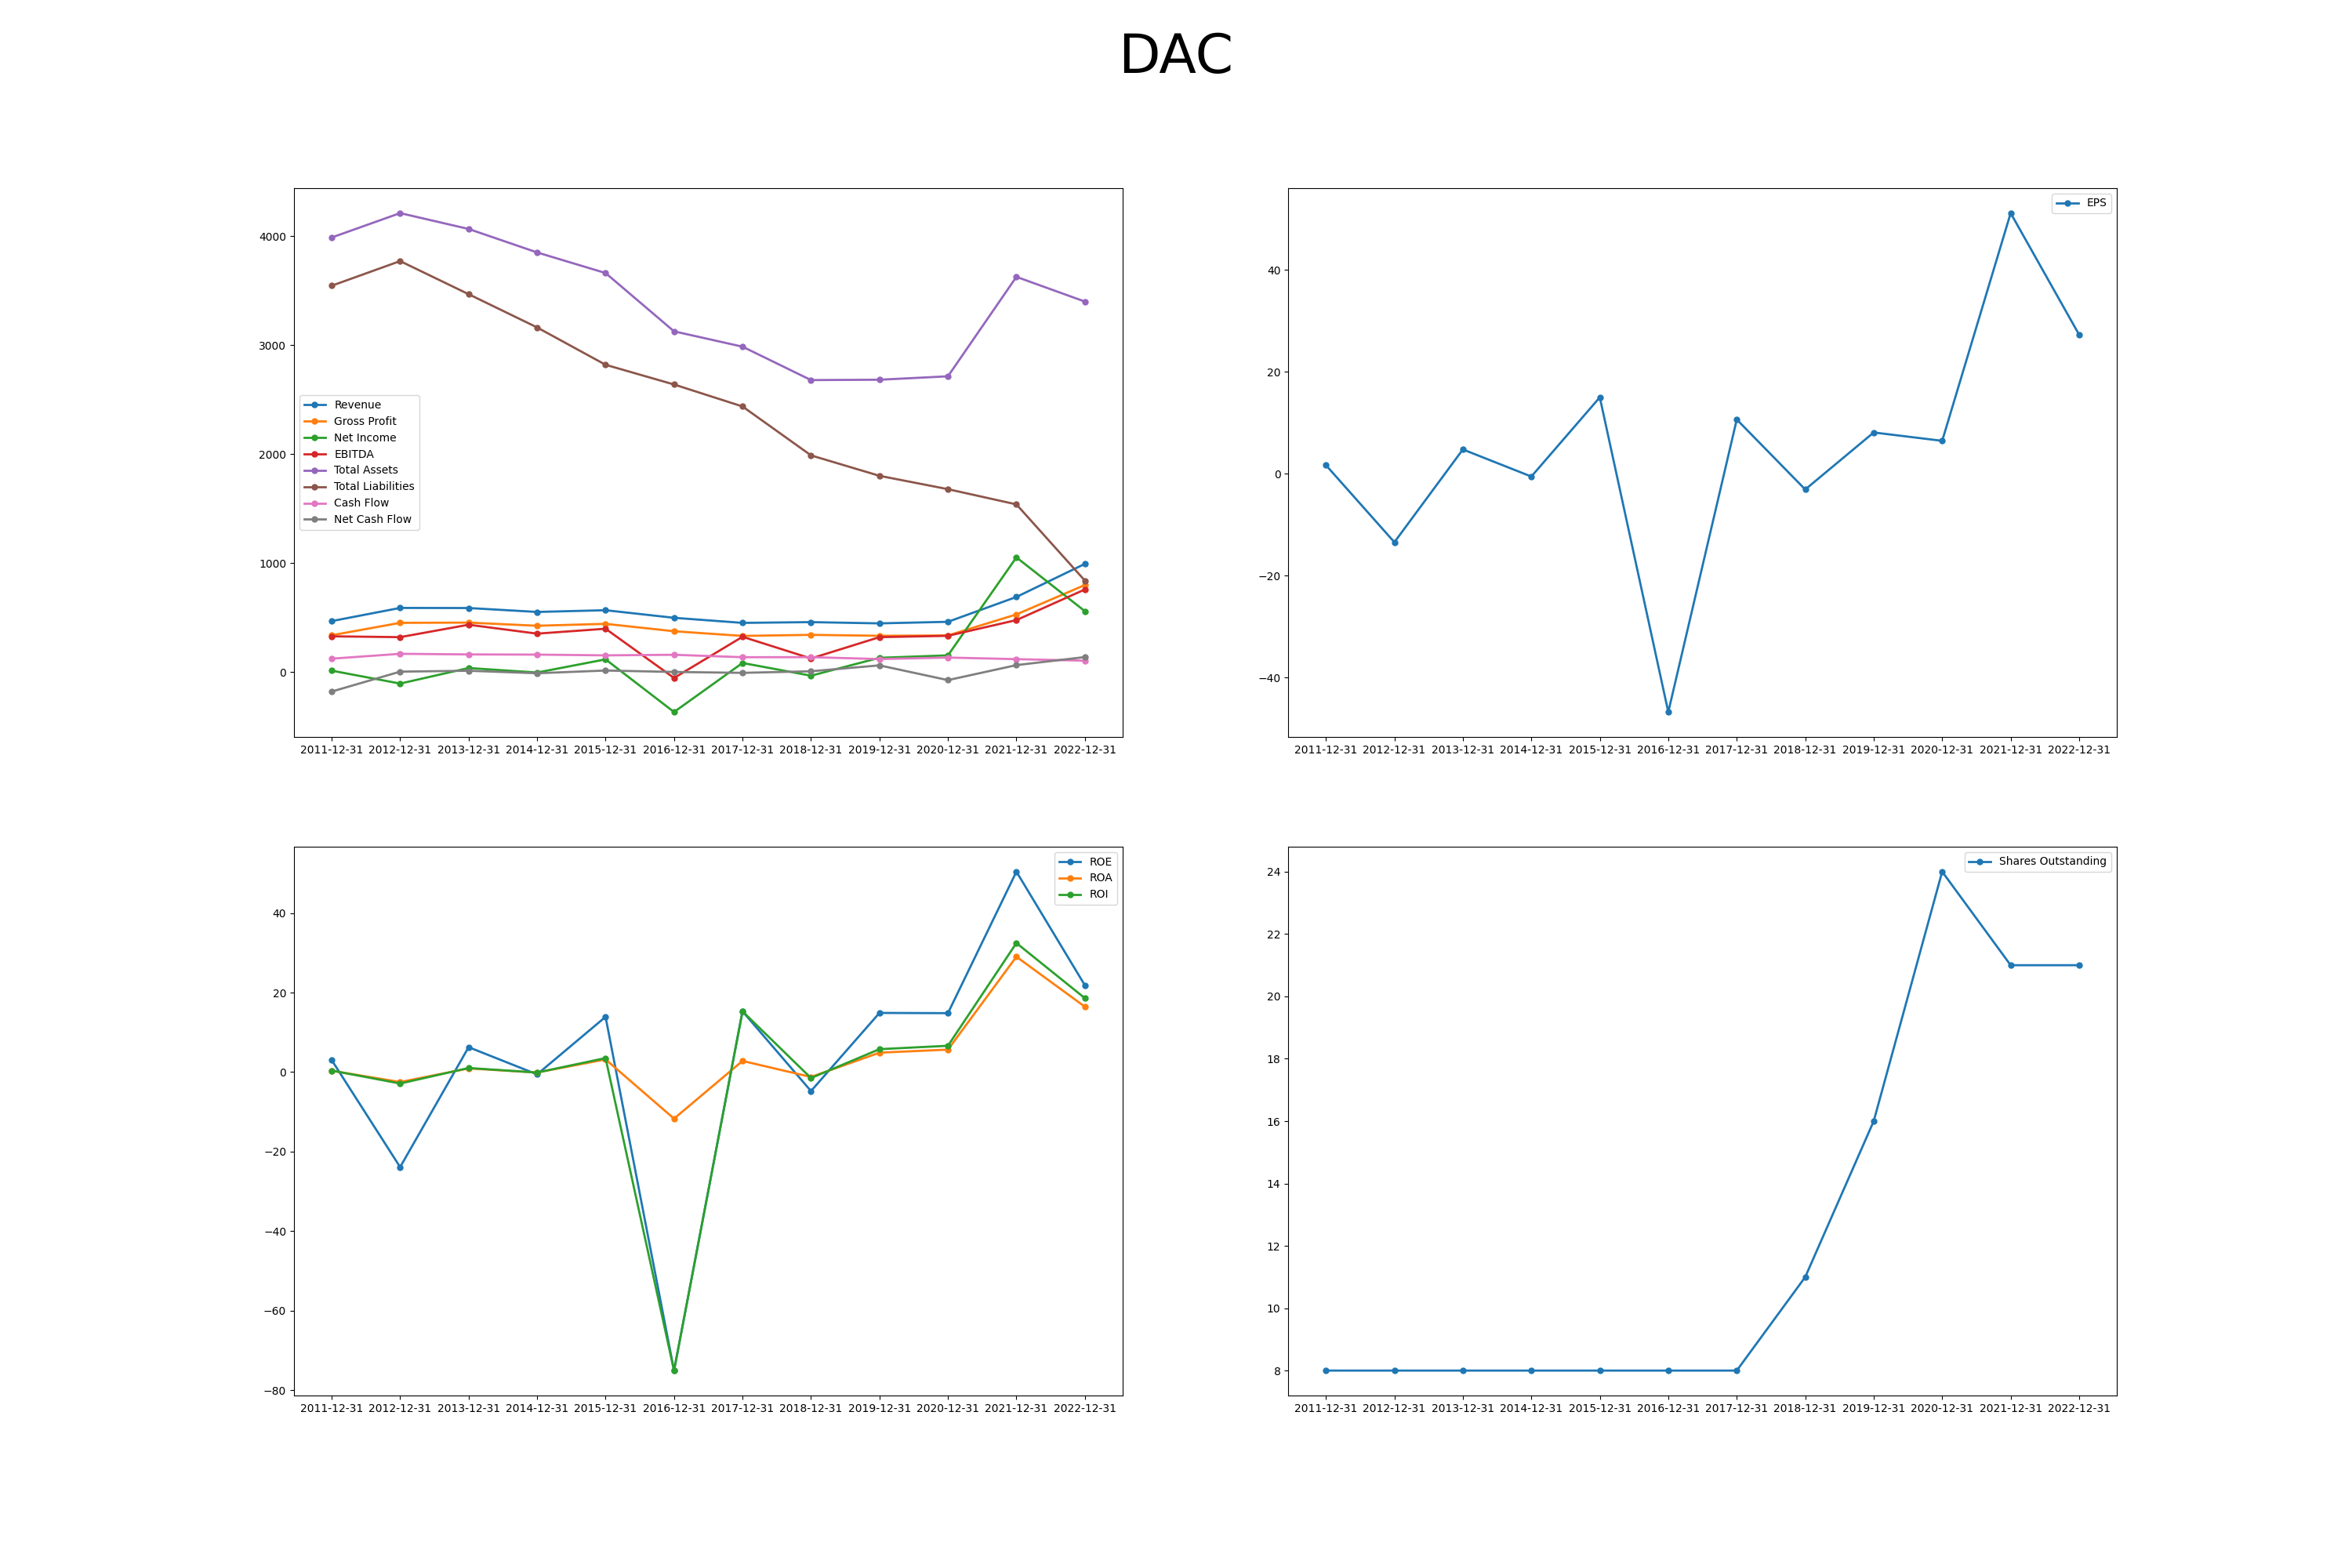 DAC
4000
3000
2000
1000
0
Revenue
Gross Profit
Net Income
EBITDA
Total Assets
Total Liabilities
Cash Flow
Net Cash Flow
2011-12-31 2012-12-31 2013-12-31 2014-12-31 2015-12-31 2016-12-31 2017-12-31 2018-12-31 2019-12-31 2020-12-31 2021-12-31 2022-12-31
EPS
40
20
0
−20
−40
2011-12-31 2012-12-31 2013-12-31 2014-12-31 2015-12-31 2016-12-31 2017-12-31 2018-12-31 2019-12-31 2020-12-31 2021-12-31 2022-12-31
ROE
ROA
ROI
40
20
0
−20
−40
−60
−80
2011-12-31 2012-12-31 2013-12-31 2014-12-31 2015-12-31 2016-12-31 2017-12-31 2018-12-31 2019-12-31 2020-12-31 2021-12-31 2022-12-31
Shares Outstanding
24
22
20
18
16
14
12
10
8
2011-12-31 2012-12-31 2013-12-31 2014-12-31 2015-12-31 2016-12-31 2017-12-31 2018-12-31 2019-12-31 2020-12-31 2021-12-31 2022-12-31